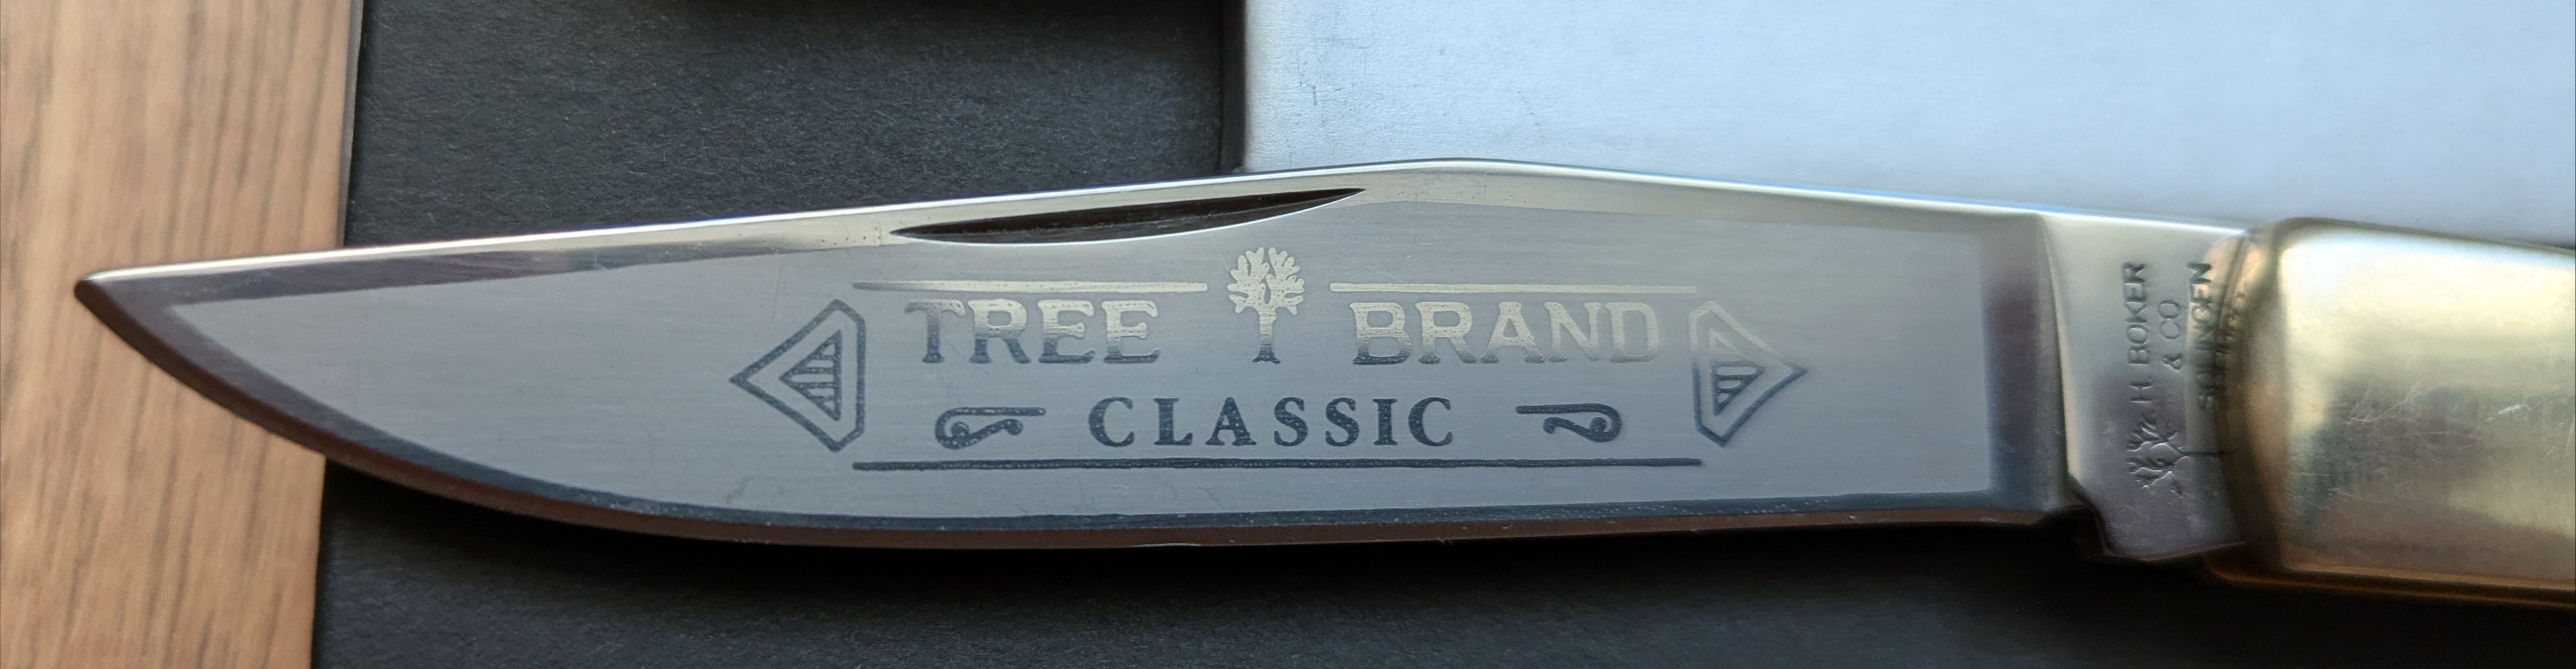 TREE BRAND
CLASSIC
H. BOKER
& CO
SOLINGEN